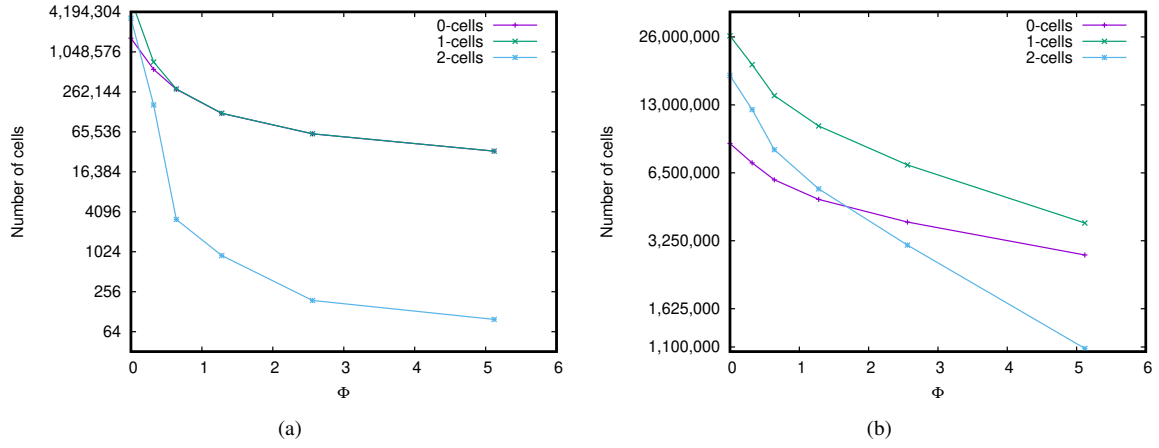 4,194,304
1,048,576
262,144
65,536
16,384
4096
1024
256
64
Number of cells
0-cells
1-cells
2-cells
0 1 2 3 4 5 6
Φ
(a)
26,000,000
13,000,000
6,500,000
3,250,000
1,625,000
1,100,000
Number of cells
0-cells
1-cells
2-cells
0 1 2 3 4 5 6
Φ
(b)